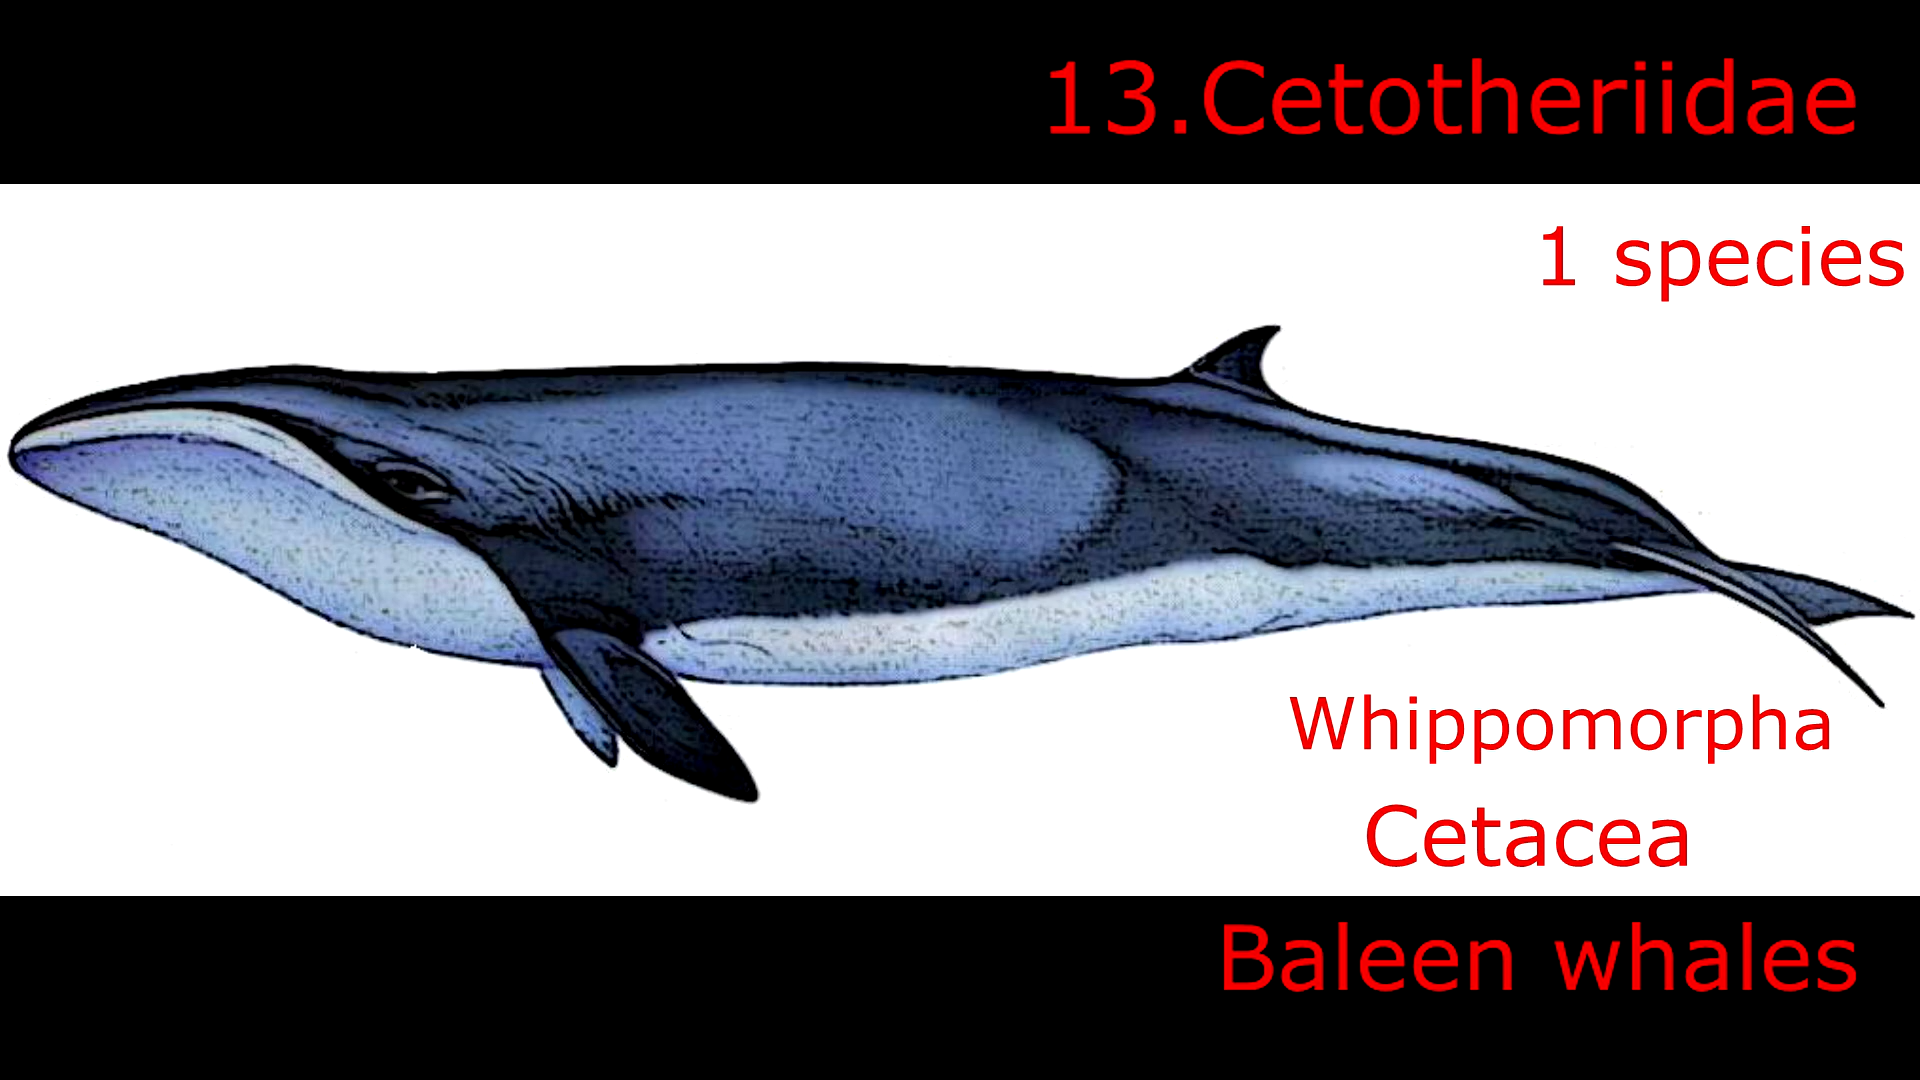 13.Cetotheriidae
1 species
Whippomorpha
Cetacea
Baleen whales